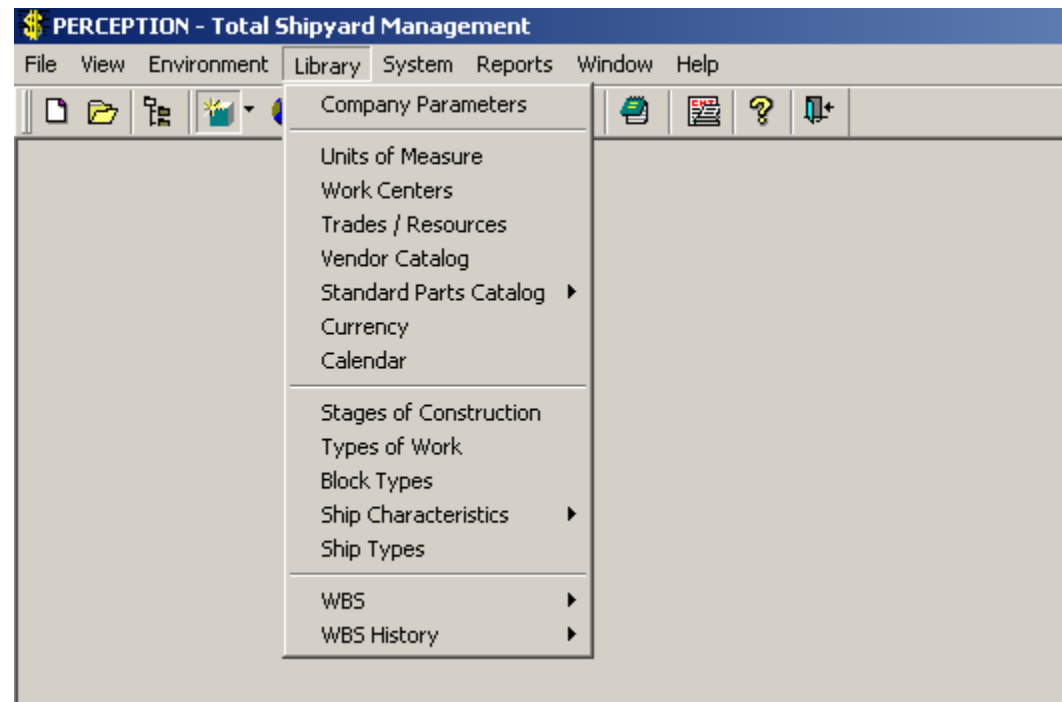 PERCEPTION - Total Shipyard Management
File View Environment Library System Reports Window Help
Company Parameters
Units of Measure
Work Centers
Trades / Resources
Vendor Catalog
Standard Parts Catalog
Currency
Calendar
Stages of Construction
Types of Work
Block Types
Ship Characteristics
Ship Types
WBS
WBS History